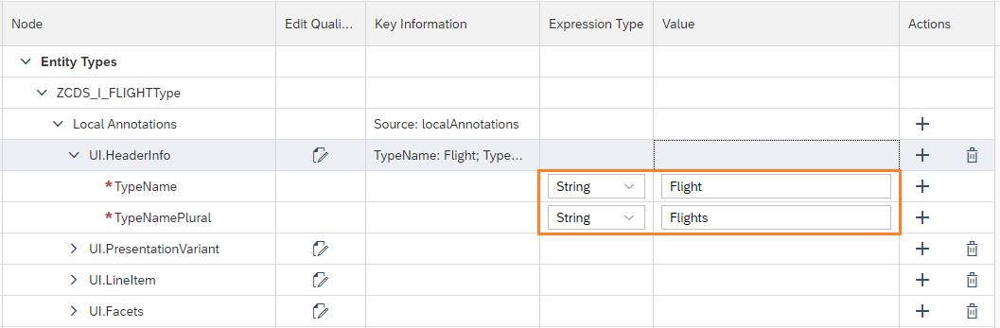 Node Edit Quali... Key Information Expression Type Value Actions
Entity Types
ZCDS_I_FLIGHTType
Local Annotations Source: localAnnotations
UI.HeaderInfo TypeName: Flight; Type...
*TypeName String Flight
*TypeNamePlural String Flights
UI.PresentationVariant
UI.LineItem
UI.Facets